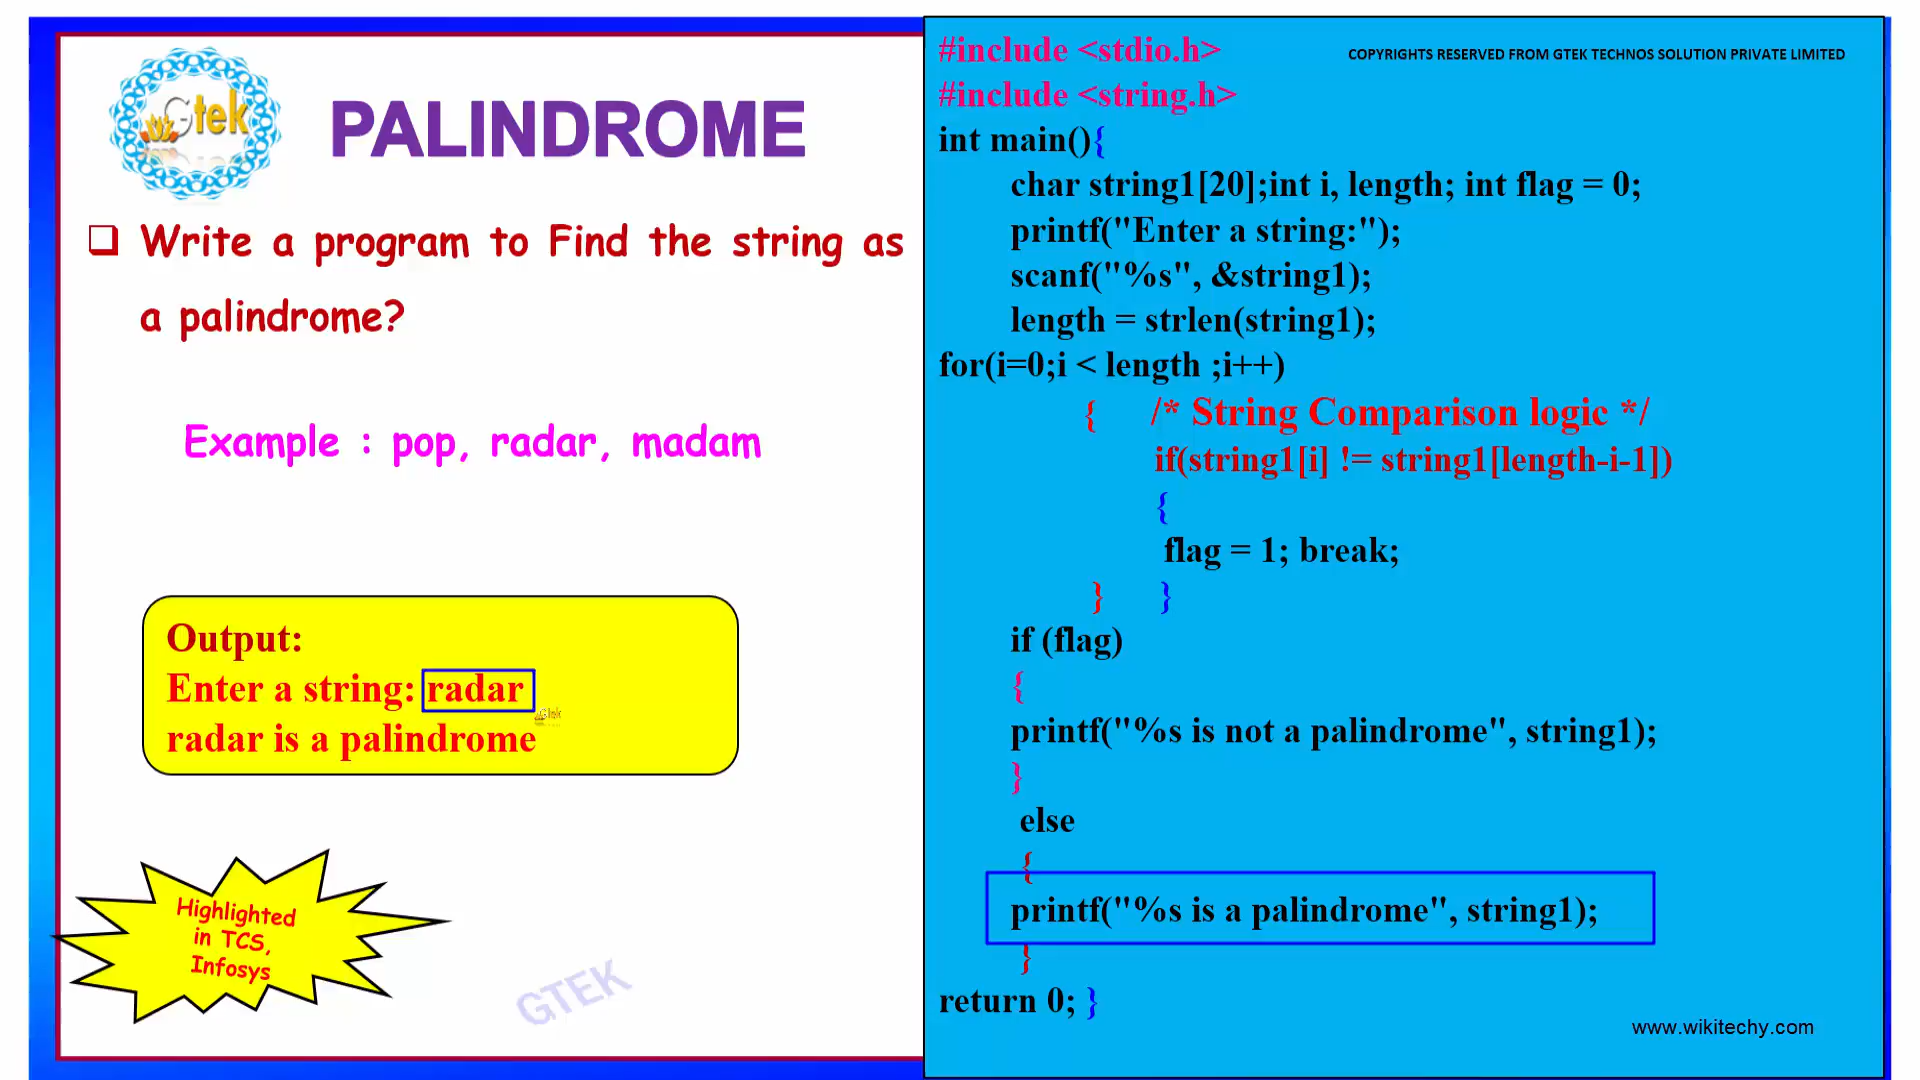 Gtek
PALINDROME
❑ Write a program to Find the string as
a palindrome?
Example : pop, radar, madam
Output:
Enter a string: radar
Gtek
radar is a palindrome
Highlighted
in TCS,
Infosys
GTEK
COPYRIGHTS RESERVED FROM GTEK TECHNOS SOLUTION PRIVATE LIMITED
#include <stdio.h>
#include <string.h>
int main(){
char string1[20];int i, length; int flag = 0;
printf("Enter a string:");
scanf("%s", &string1);
length = strlen(string1);
for(i=0;i < length ;i++)
{ /* String Comparison logic */
if(string1[i] != string1[length-i-1])
{
flag = 1; break;
} }
if (flag)
{
printf("%s is not a palindrome", string1);
}
else
{
printf("%s is a palindrome", string1);
}
return 0; }
www.wikitechy.com